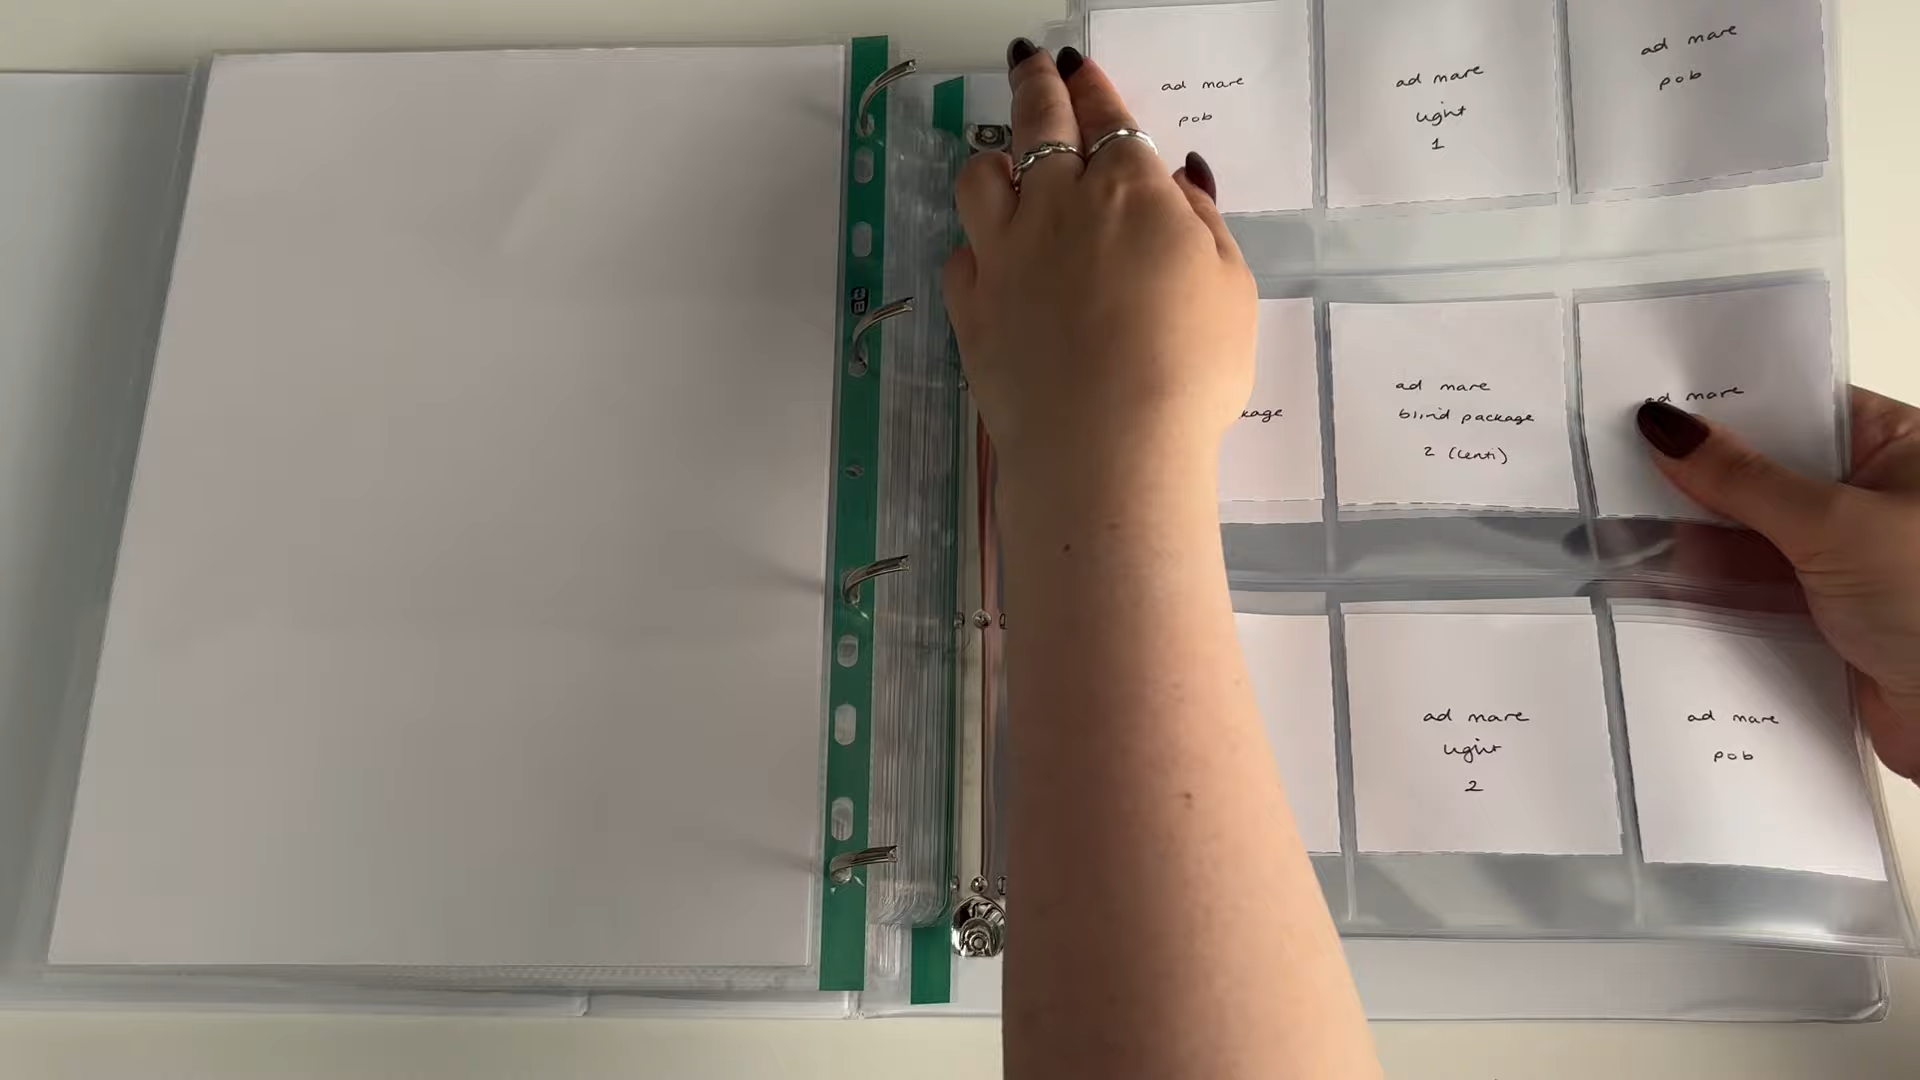 ad mare
pob
ad mare
light
1
ad mare
pob
kage
ad mare
blind package
2 (lenti)
ad mare
ad mare
light
2
ad mare
pob